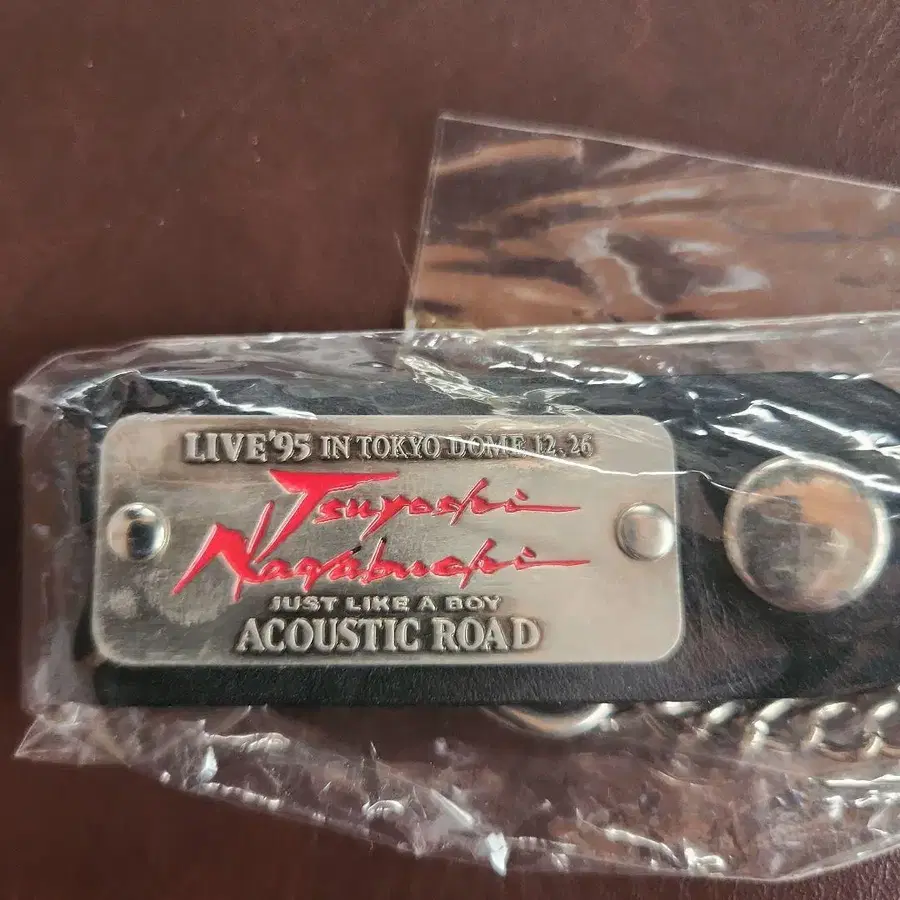 LIVE'95 IN TOKYO DOME 12.26
Tsuyoshi
Nagabuchi
JUST LIKE A BOY
ACOUSTIC ROAD